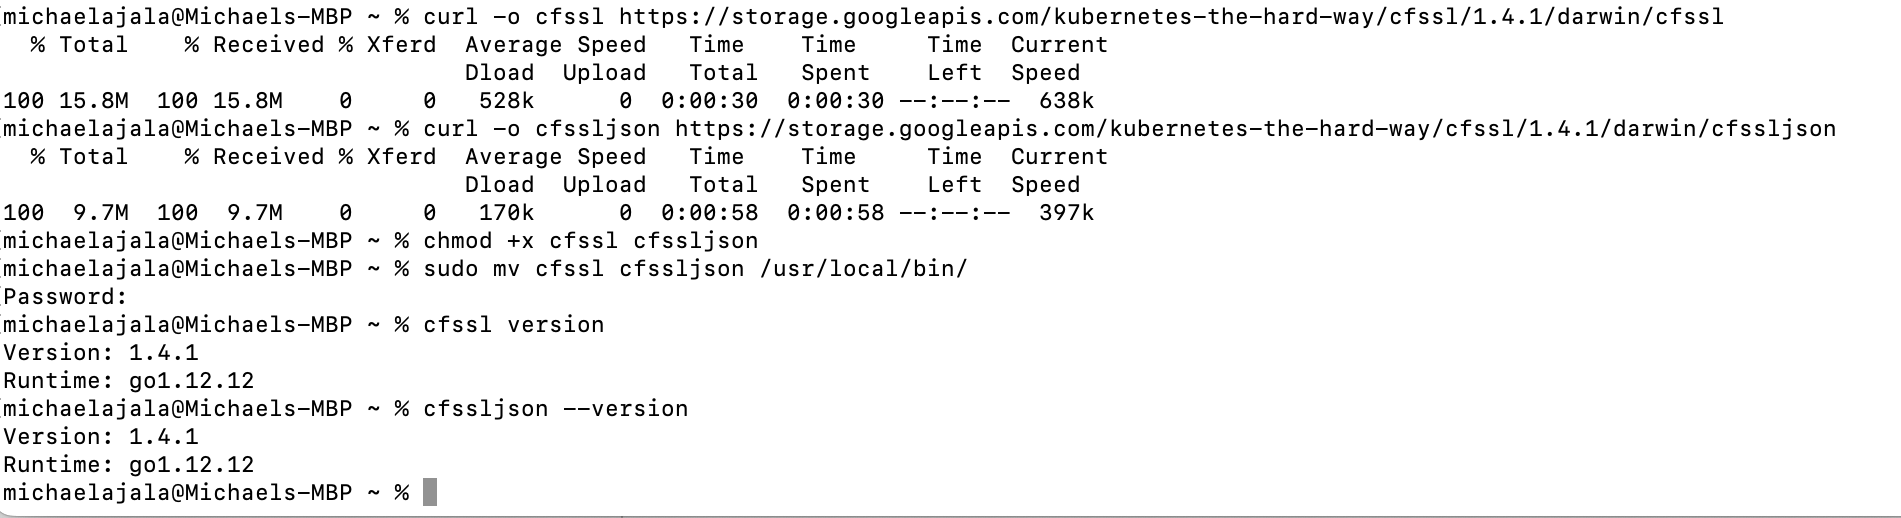 michaelajala@Michaels-MBP ~ % curl -o cfssl https://storage.googleapis.com/kubernetes-the-hard-way/cfssl/1.4.1/darwin/cfssl
% Total % Received % Xferd Average Speed Time Time Time Current
Dload Upload Total Spent Left Speed
100 15.8M 100 15.8M 0 0 528k 0 0:00:30 0:00:30 --:--:-- 638k
michaelajala@Michaels-MBP ~ % curl -o cfssljson https://storage.googleapis.com/kubernetes-the-hard-way/cfssl/1.4.1/darwin/cfssljson
% Total % Received % Xferd Average Speed Time Time Time Current
Dload Upload Total Spent Left Speed
100 9.7M 100 9.7M 0 0 170k 0 0:00:58 0:00:58 --:--:-- 397k
michaelajala@Michaels-MBP ~ % chmod +x cfssl cfssljson
michaelajala@Michaels-MBP ~ % sudo mv cfssl cfssljson /usr/local/bin/
Password:
michaelajala@Michaels-MBP ~ % cfssl version
Version: 1.4.1
Runtime: go1.12.12
michaelajala@Michaels-MBP ~ % cfssljson --version
Version: 1.4.1
Runtime: go1.12.12
michaelajala@Michaels-MBP ~ %